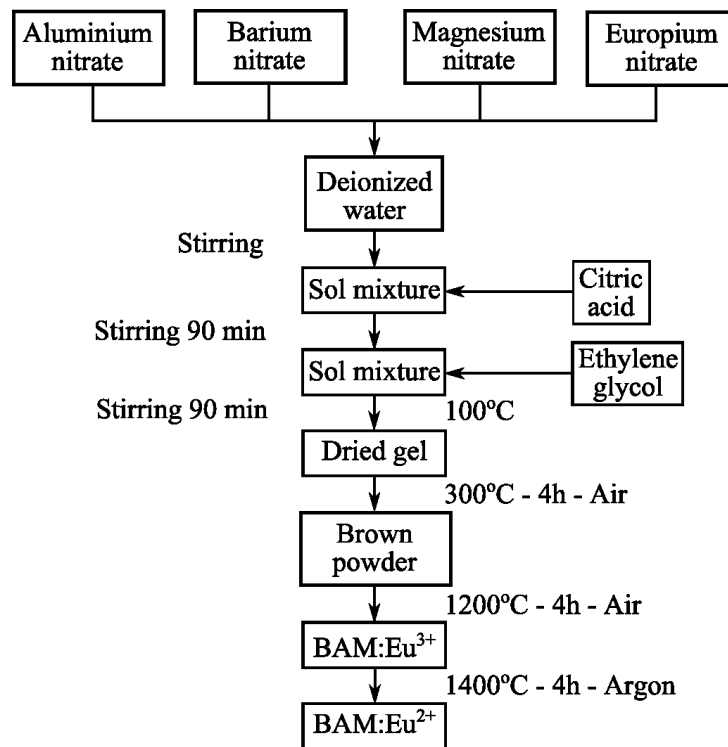 Aluminium
nitrate
Barium
nitrate
Magnesium
nitrate
Europium
nitrate
Deionized
water
Stirring
Sol mixture
Citric
acid
Stirring 90 min
Sol mixture
Ethylene
glycol
Stirring 90 min
100ºC
Dried gel
300ºC - 4h - Air
Brown
powder
1200ºC - 4h - Air
BAM:Eu³⁺
1400ºC - 4h - Argon
BAM:Eu²⁺